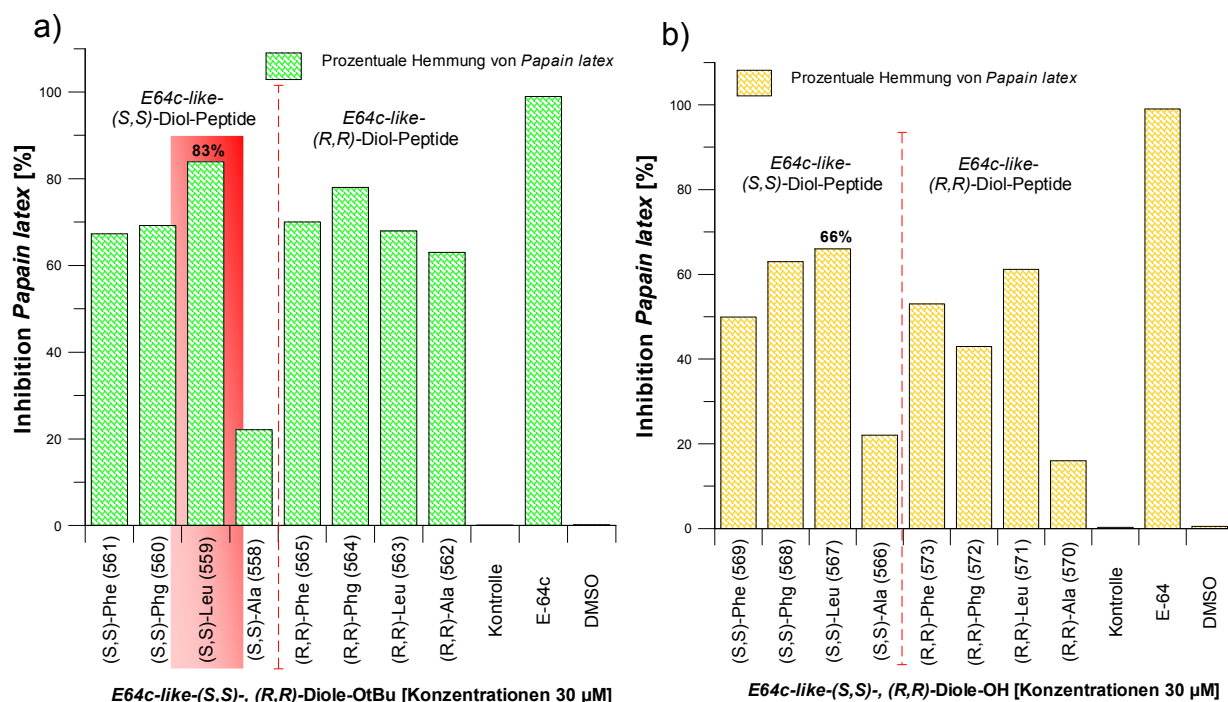 a)
Prozentuale Hemmung von Papain latex
E64c-like-
(S,S)-Diol-Peptide
E64c-like-
(R,R)-Diol-Peptide
83%
Inhibition Papain latex [%]
100
80
60
40
20
0
(S,S)-Phe (561)
(S,S)-Phg (560)
(S,S)-Leu (559)
(S,S)-Ala (558)
(R,R)-Phe (565)
(R,R)-Phg (564)
(R,R)-Leu (563)
(R,R)-Ala (562)
Kontrolle
E-64c
DMSO
E64c-like-(S,S)-, (R,R)-Diole-OtBu [Konzentrationen 30 µM]
b)
Prozentuale Hemmung von Papain latex
E64c-like-
(S,S)-Diol-Peptide
E64c-like-
(R,R)-Diol-Peptide
66%
Inhibition Papain latex [%]
100
80
60
40
20
0
(S,S)-Phe (569)
(S,S)-Phg (568)
(S,S)-Leu (567)
(S,S)-Ala (566)
(R,R)-Phe (573)
(R,R)-Phg (572)
(R,R)-Leu (571)
(R,R)-Ala (570)
Kontrolle
E-64
DMSO
E64c-like-(S,S)-, (R,R)-Diole-OH [Konzentrationen 30 µM]